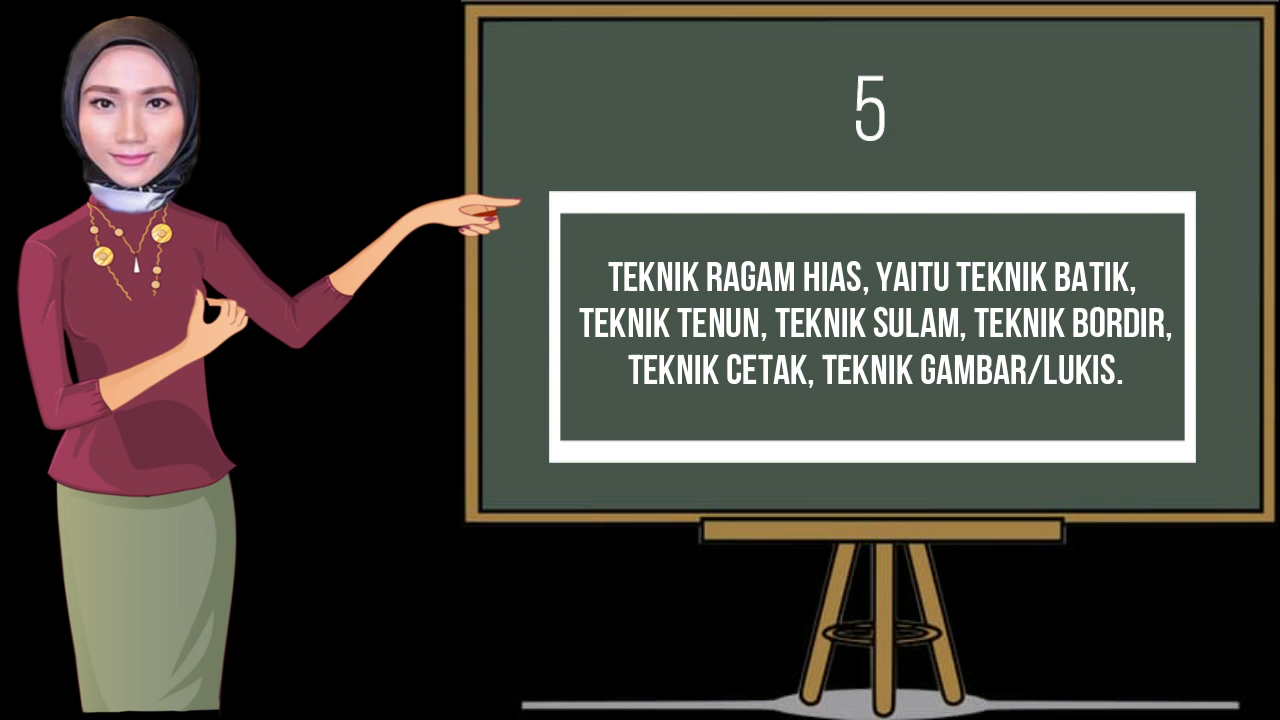 5
TEKNIK RAGAM HIAS, YAITU TEKNIK BATIK,
TEKNIK TENUN, TEKNIK SULAM, TEKNIK BORDIR,
TEKNIK CETAK, TEKNIK GAMBAR/LUKIS.